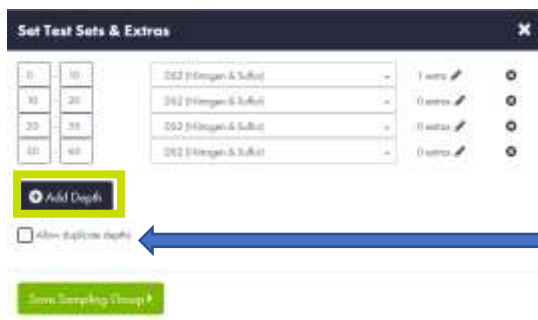 Set Test Sets & Extras
0 - 10 DS2 (Nitrogen & Sulfur) 1 extra
10 - 20 DS2 (Nitrogen & Sulfur) 0 extras
20 - 30 DS2 (Nitrogen & Sulfur) 0 extras
60 DS2 (Nitrogen & Sulfur) 0 extras
Add Depth
Allow duplicate depths
Save Sampling Group